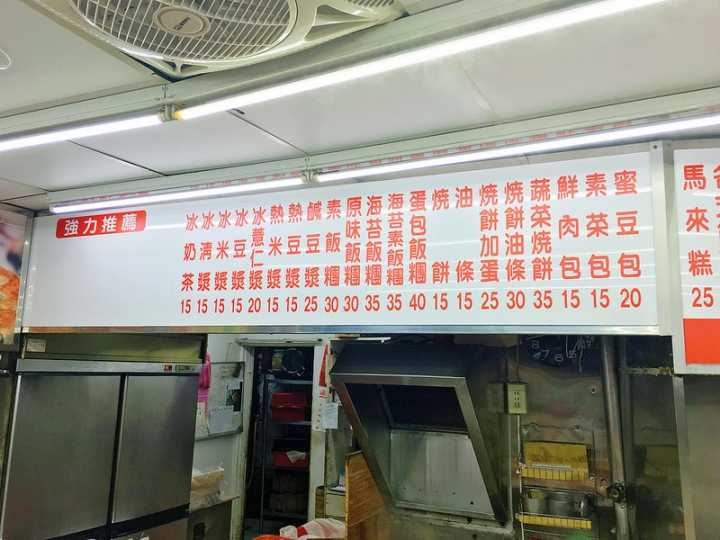 強力推薦
冰奶茶 15
冰清漿 15
冰米漿 15
冰豆漿 15
冰薏仁漿 20
熱米漿 15
熱豆漿 15
鹹豆漿 25
素飯糰 30
原味飯糰 30
海苔飯糰 35
海苔素飯糰 35
蛋包飯糰 40
燒餅 15
油條 15
燒餅加蛋 25
燒餅油條 30
蔬菜燒餅 35
鮮肉包 15
素菜包 15
蜜豆包 20
馬來糕 25